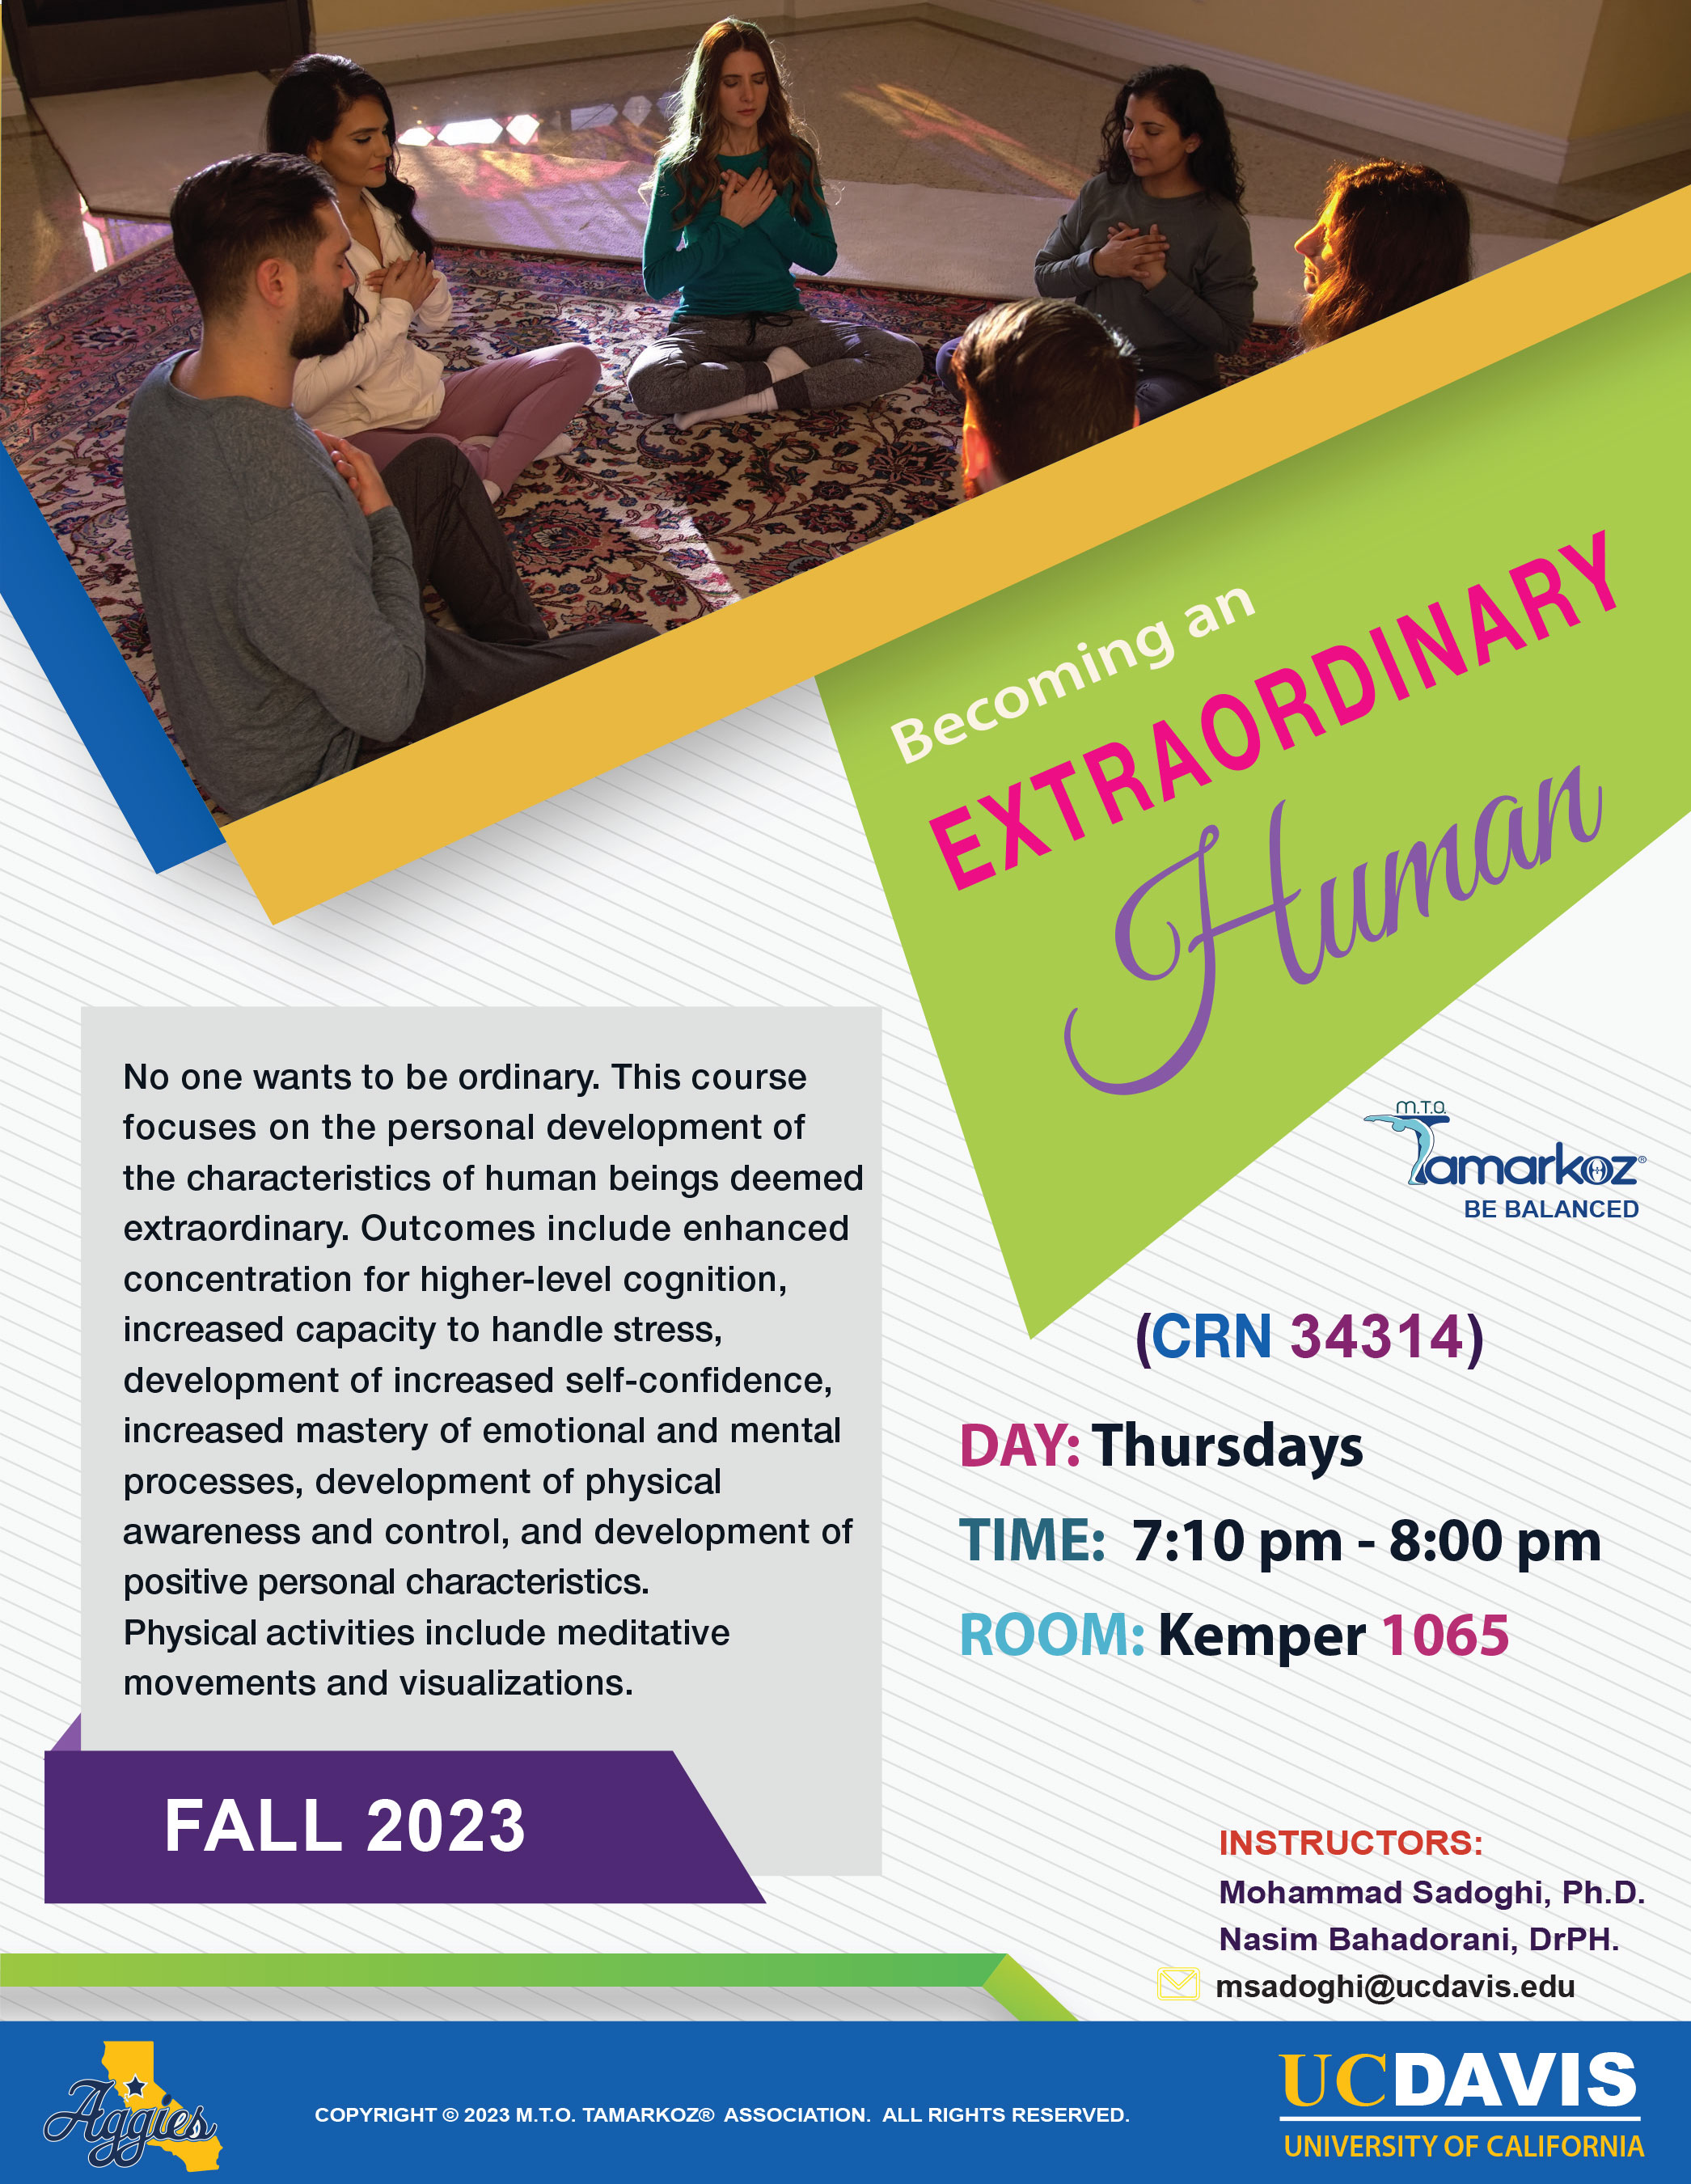 Becoming an
EXTRAORDINARY
Human
No one wants to be ordinary. This course
focuses on the personal development of
the characteristics of human beings deemed
extraordinary. Outcomes include enhanced
concentration for higher-level cognition,
increased capacity to handle stress,
development of increased self-confidence,
increased mastery of emotional and mental
processes, development of physical
awareness and control, and development of
positive personal characteristics.
Physical activities include meditative
movements and visualizations.
FALL 2023
M.T.O.
Tamarkoz®
BE BALANCED
(CRN 34314)
DAY: Thursdays
TIME: 7:10 pm - 8:00 pm
ROOM: Kemper 1065
INSTRUCTORS:
Mohammad Sadoghi, Ph.D.
Nasim Bahadorani, DrPH.
msadoghi@ucdavis.edu
Aggies
COPYRIGHT © 2023 M.T.O. TAMARKOZ® ASSOCIATION. ALL RIGHTS RESERVED.
UCDAVIS
UNIVERSITY OF CALIFORNIA